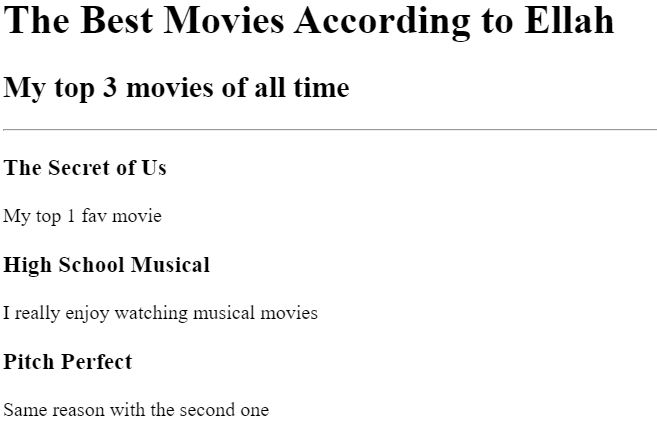 The Best Movies According to Ellah
My top 3 movies of all time
The Secret of Us
My top 1 fav movie
High School Musical
I really enjoy watching musical movies
Pitch Perfect
Same reason with the second one